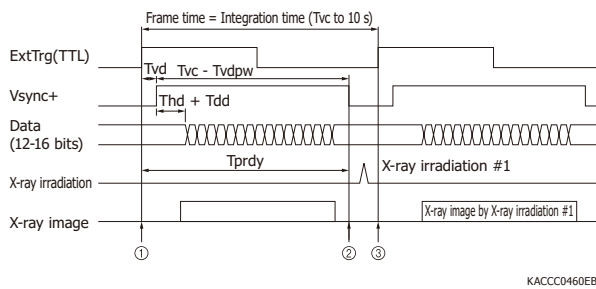 Frame time = Integration time (Tvc to 10 s)
ExtTrg(TTL)
Tvd
Tvc - Tvdpw
Vsync+
Thd + Tdd
Data
(12-16 bits)
Tprdy
X-ray irradiation #1
X-ray irradiation
X-ray image by X-ray irradiation #1
X-ray image
① ② ③
KACCC0460EB